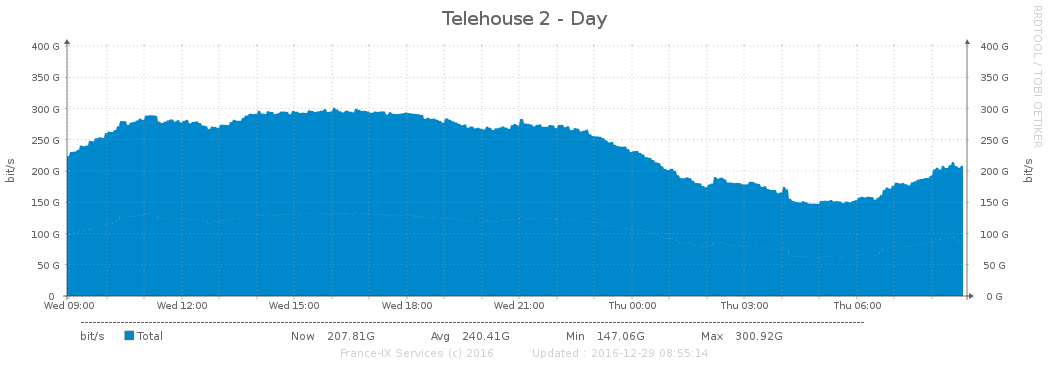 Telehouse 2 - Day
RRDTOOL / TOBI OETIKER
400 G 400 G
350 G 350 G
300 G 300 G
250 G 250 G
200 G 200 G
150 G 150 G
100 G 100 G
50 G 50 G
0 0 G
bit/s bit/s
Wed 09:00 Wed 12:00 Wed 15:00 Wed 18:00 Wed 21:00 Thu 00:00 Thu 03:00 Thu 06:00
bit/s Total Now 207.81G Avg 240.41G Min 147.06G Max 300.92G
France-IX Services (c) 2016 Updated : 2016-12-29 08:55:14